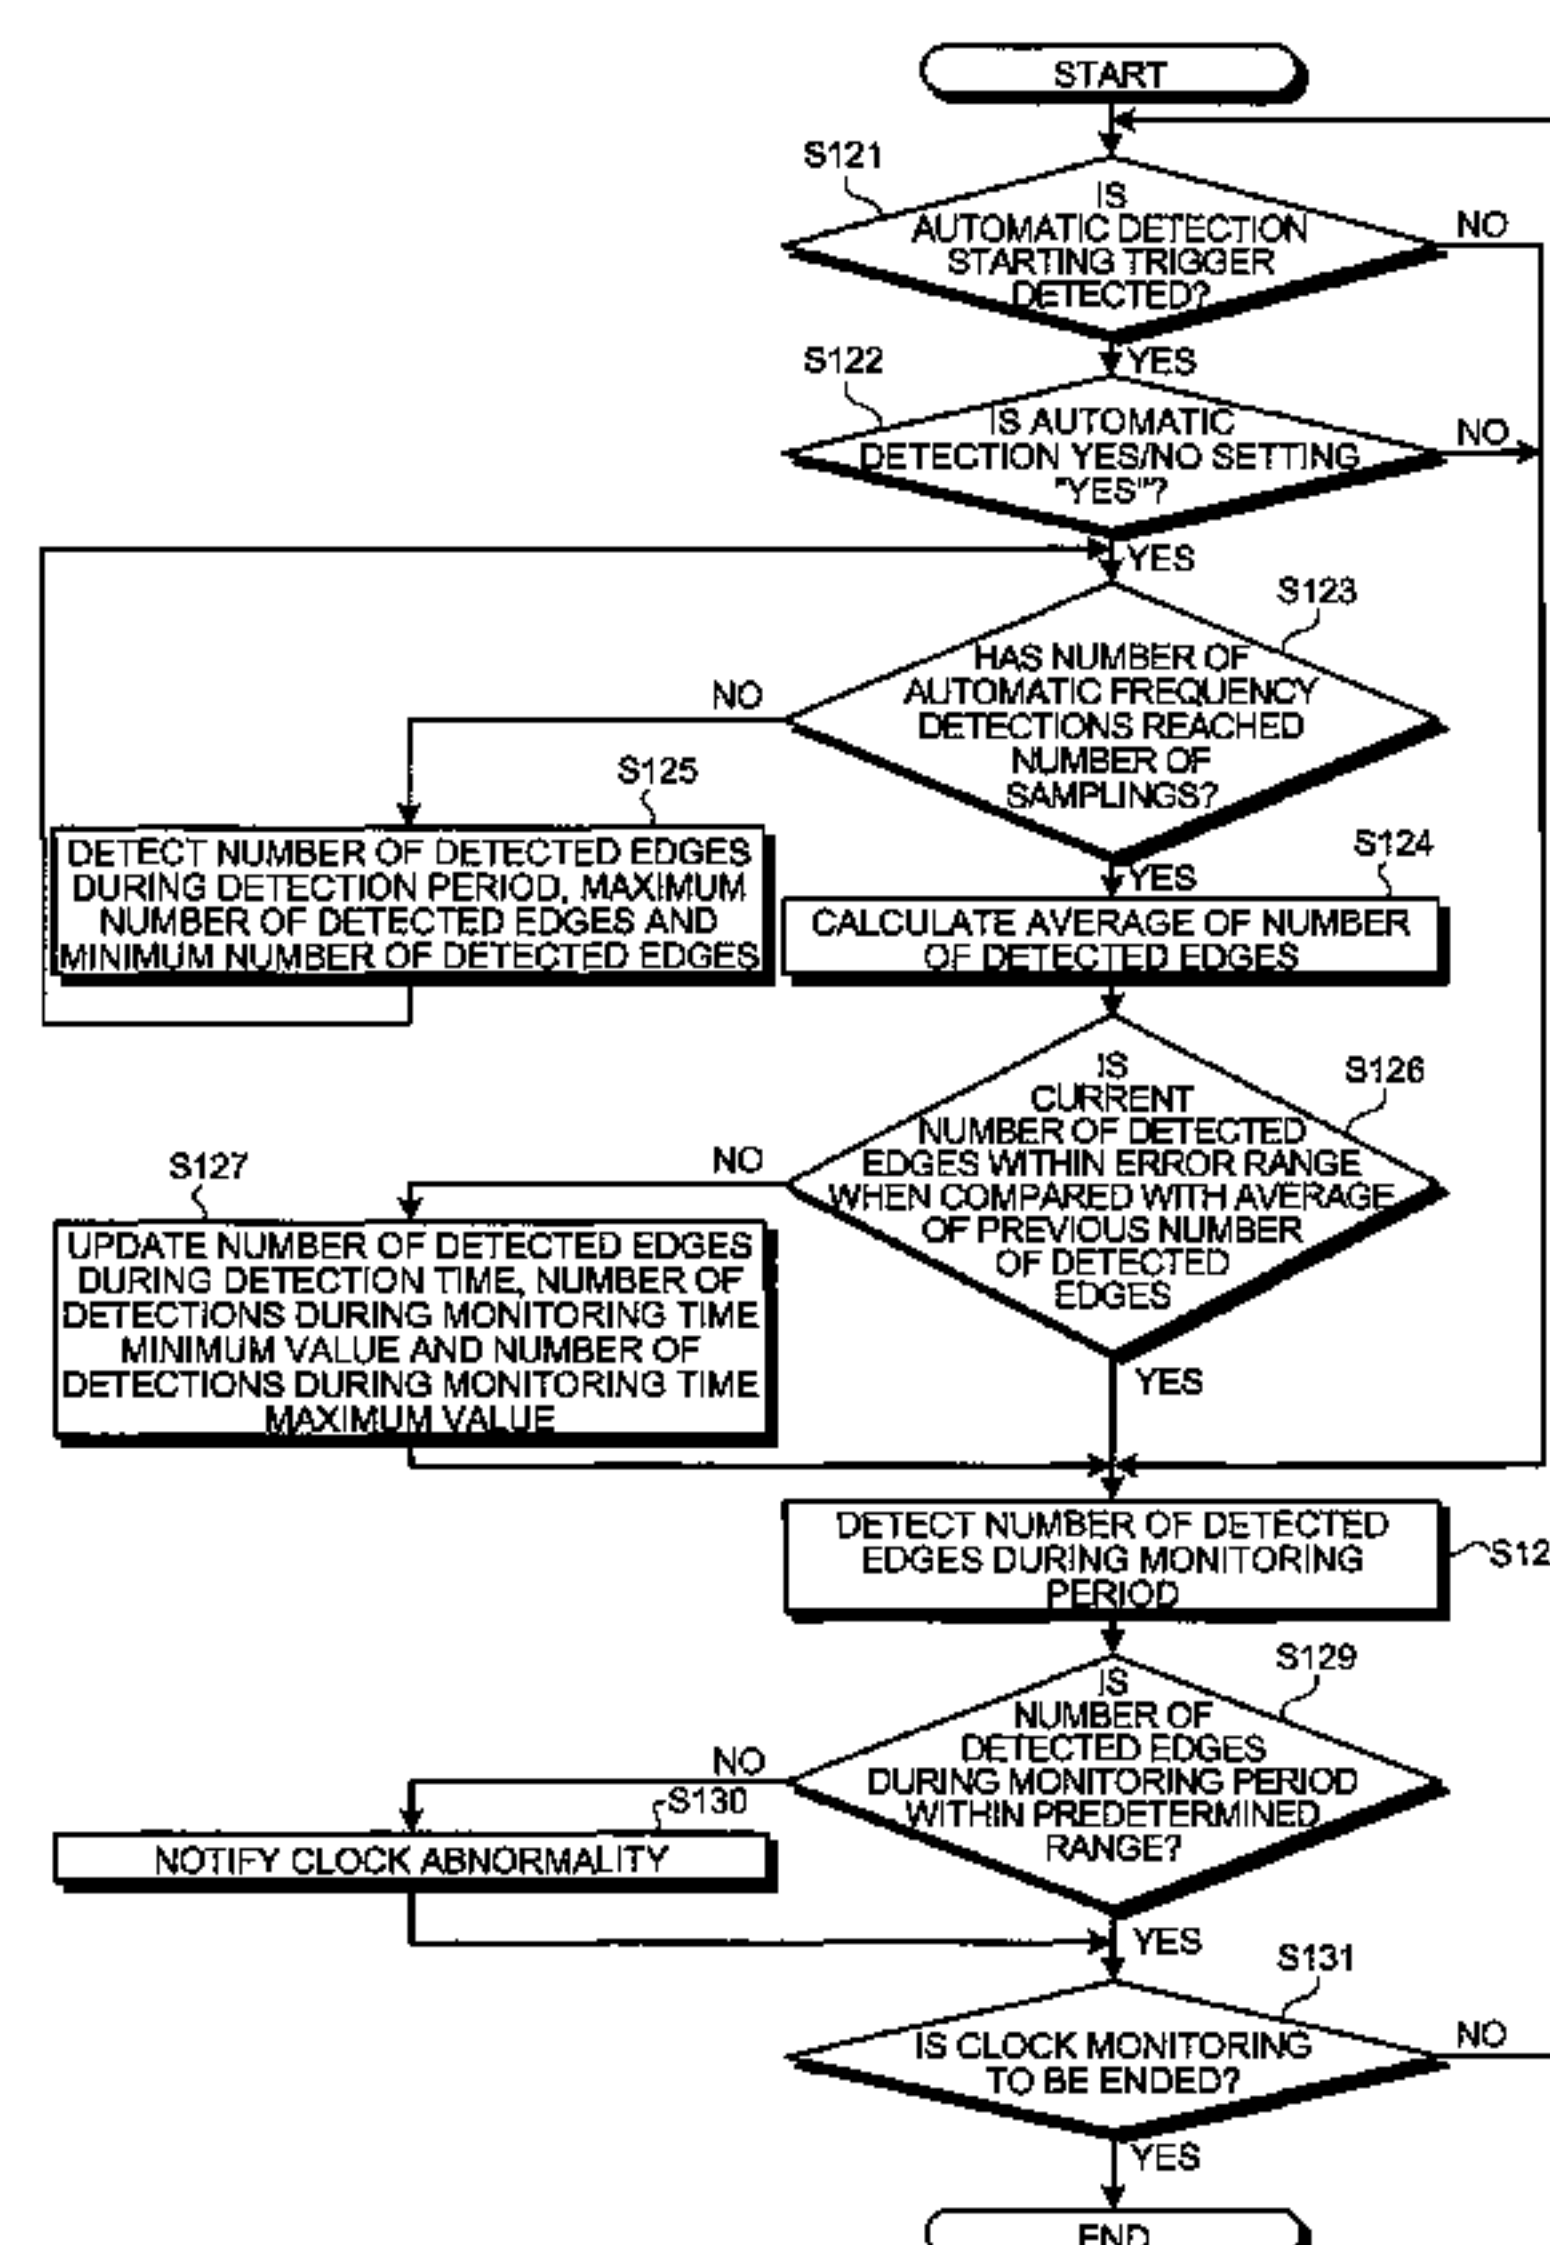 START
S121
IS
AUTOMATIC DETECTION
STARTING TRIGGER
DETECTED?
NO
YES
S122
IS AUTOMATIC
DETECTION YES/NO SETTING
"YES"?
NO
YES
S123
HAS NUMBER OF
AUTOMATIC FREQUENCY
DETECTIONS REACHED
NUMBER OF
SAMPLINGS?
NO
YES
S125
DETECT NUMBER OF DETECTED EDGES
DURING DETECTION PERIOD, MAXIMUM
NUMBER OF DETECTED EDGES AND
MINIMUM NUMBER OF DETECTED EDGES
S124
CALCULATE AVERAGE OF NUMBER
OF DETECTED EDGES
S126
IS
CURRENT
NUMBER OF DETECTED
EDGES WITHIN ERROR RANGE
WHEN COMPARED WITH AVERAGE
OF PREVIOUS NUMBER
OF DETECTED
EDGES
NO
YES
S127
UPDATE NUMBER OF DETECTED EDGES
DURING DETECTION TIME, NUMBER OF
DETECTIONS DURING MONITORING TIME
MINIMUM VALUE AND NUMBER OF
DETECTIONS DURING MONITORING TIME
MAXIMUM VALUE
DETECT NUMBER OF DETECTED
EDGES DURING MONITORING
PERIOD
S12
S129
IS
NUMBER OF
DETECTED EDGES
DURING MONITORING PERIOD
WITHIN PREDETERMINED
RANGE?
NO
YES
S130
NOTIFY CLOCK ABNORMALITY
S131
IS CLOCK MONITORING
TO BE ENDED?
NO
YES
END